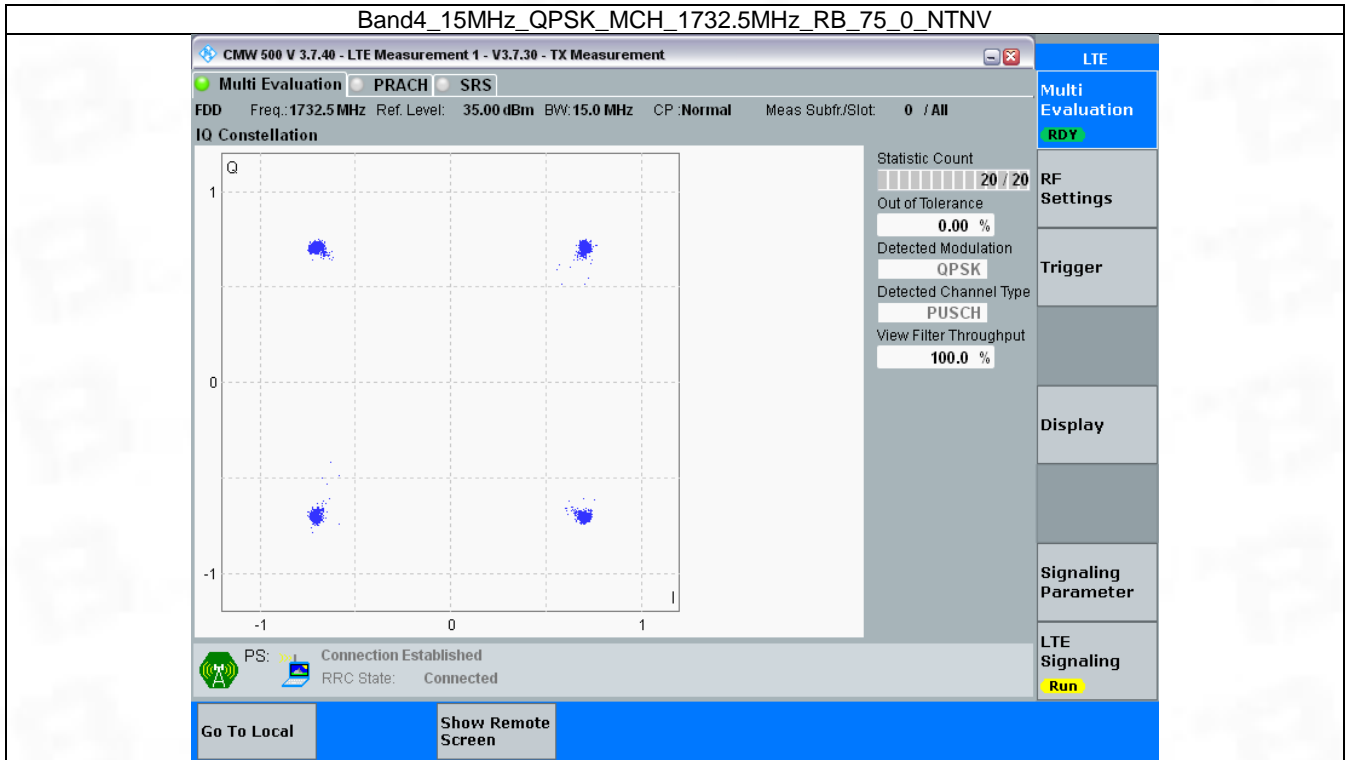 Band4_15MHz_QPSK_MCH_1732.5MHz_RB_75_0_NTNV
CMW 500 V 3.7.40 - LTE Measurement 1 - V3.7.30 - TX Measurement
LTE
Multi Evaluation PRACH SRS
Multi
Evaluation
RDY
FDD Freq.:1732.5 MHz Ref. Level: 35.00 dBm BW:15.0 MHz CP :Normal Meas Subfr./Slot: 0 / All
IQ Constellation
Q
1
0
-1
I
-1 0 1
Statistic Count
20 / 20
Out of Tolerance
0.00 %
Detected Modulation
QPSK
Detected Channel Type
PUSCH
View Filter Throughput
100.0 %
RF
Settings
Trigger
Display
Signaling
Parameter
LTE
Signaling
Run
PS: Connection Established
RRC State: Connected
Go To Local
Show Remote
Screen